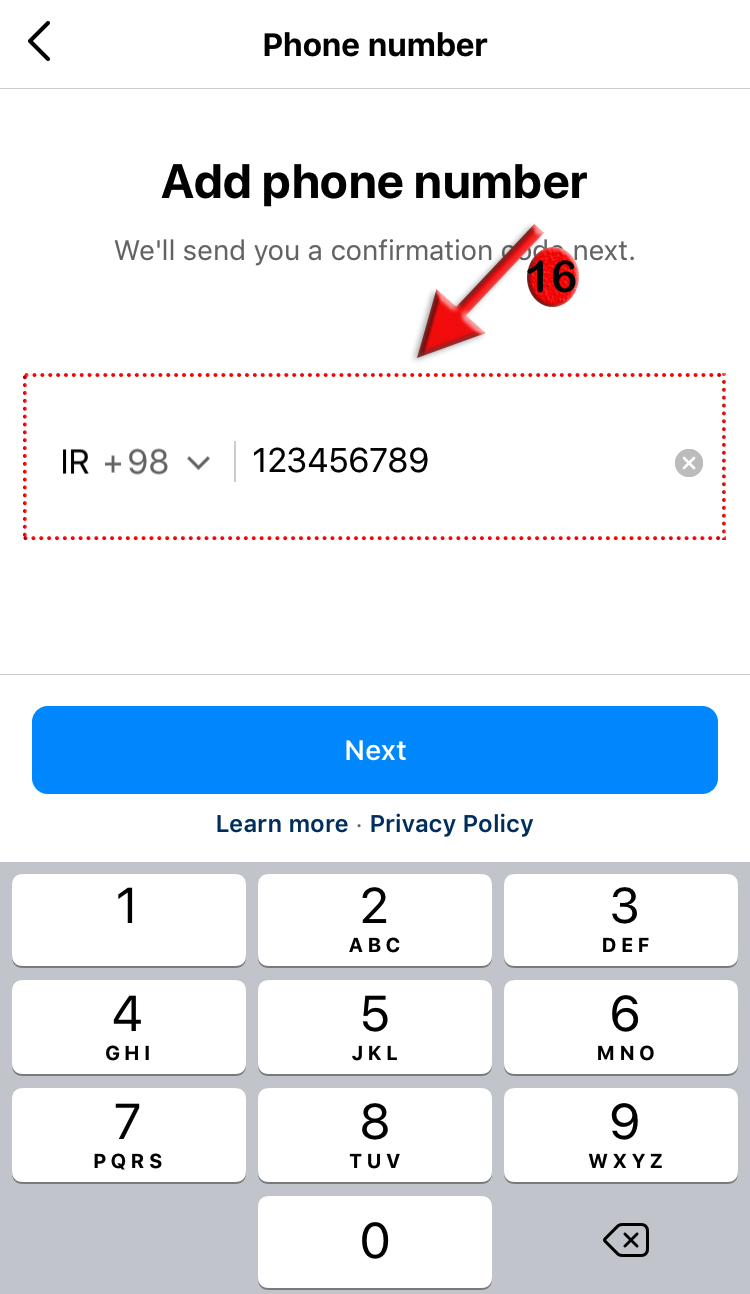 Phone number
Add phone number
We'll send you a confirmation code next.
16
IR +98 123456789
Next
Learn more · Privacy Policy
1 2 3
ABC DEF
4 5 6
GHI JKL MNO
7 8 9
PQRS TUV WXYZ
0